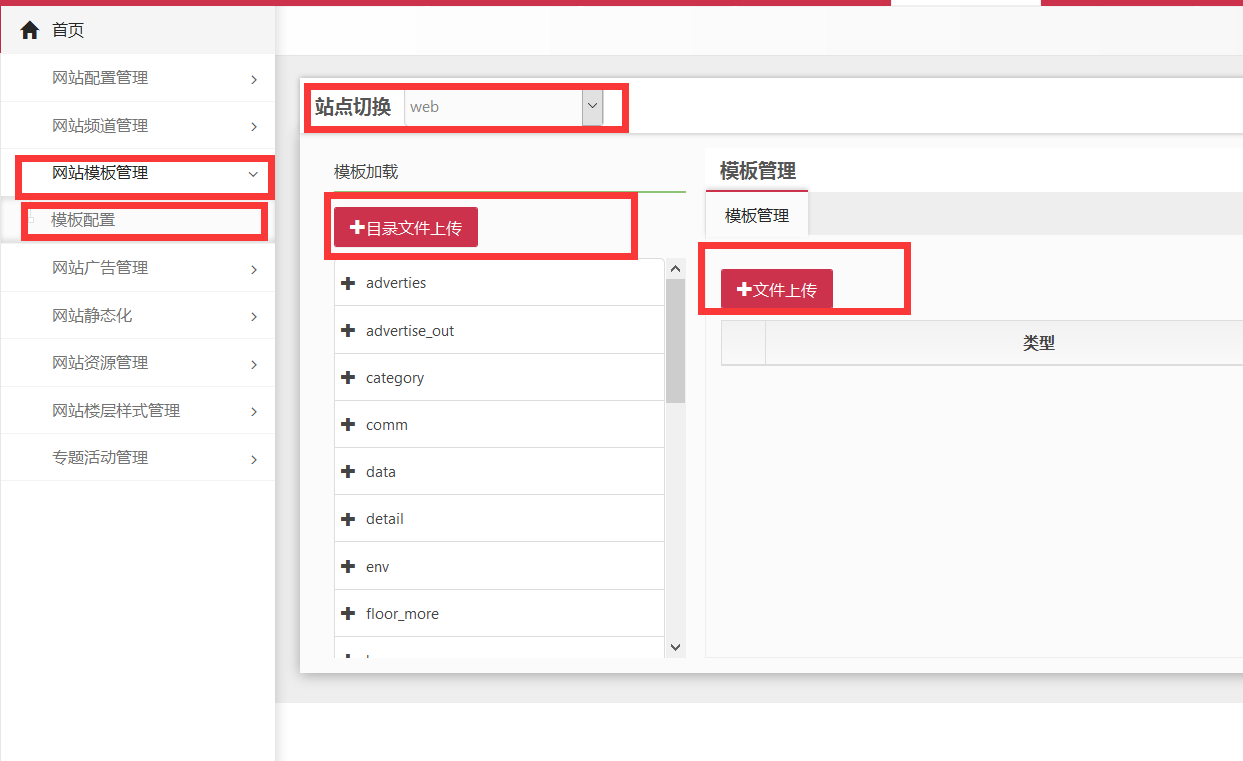 首页
网站配置管理
网站频道管理
网站模板管理
模板配置
网站广告管理
网站静态化
网站资源管理
网站楼层样式管理
专题活动管理
站点切换 web
模板加载
目录文件上传
adverties
advertise_out
category
comm
data
detail
env
floor_more
模板管理
模板管理
文件上传
类型